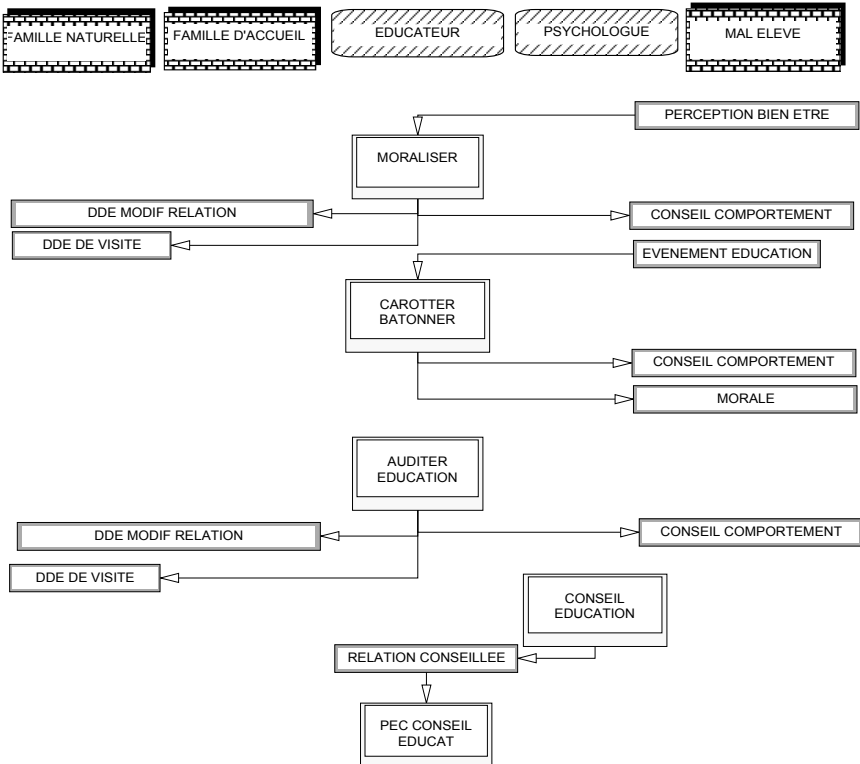 FAMILLE NATURELLE
FAMILLE D'ACCUEIL
EDUCATEUR
PSYCHOLOGUE
MAL ELEVE
PERCEPTION BIEN ETRE
MORALISER
DDE MODIF RELATION
CONSEIL COMPORTEMENT
DDE DE VISITE
EVENEMENT EDUCATION
CAROTTER
BATONNER
CONSEIL COMPORTEMENT
MORALE
AUDITER
EDUCATION
DDE MODIF RELATION
CONSEIL COMPORTEMENT
DDE DE VISITE
CONSEIL
EDUCATION
RELATION CONSEILLEE
PEC CONSEIL
EDUCAT